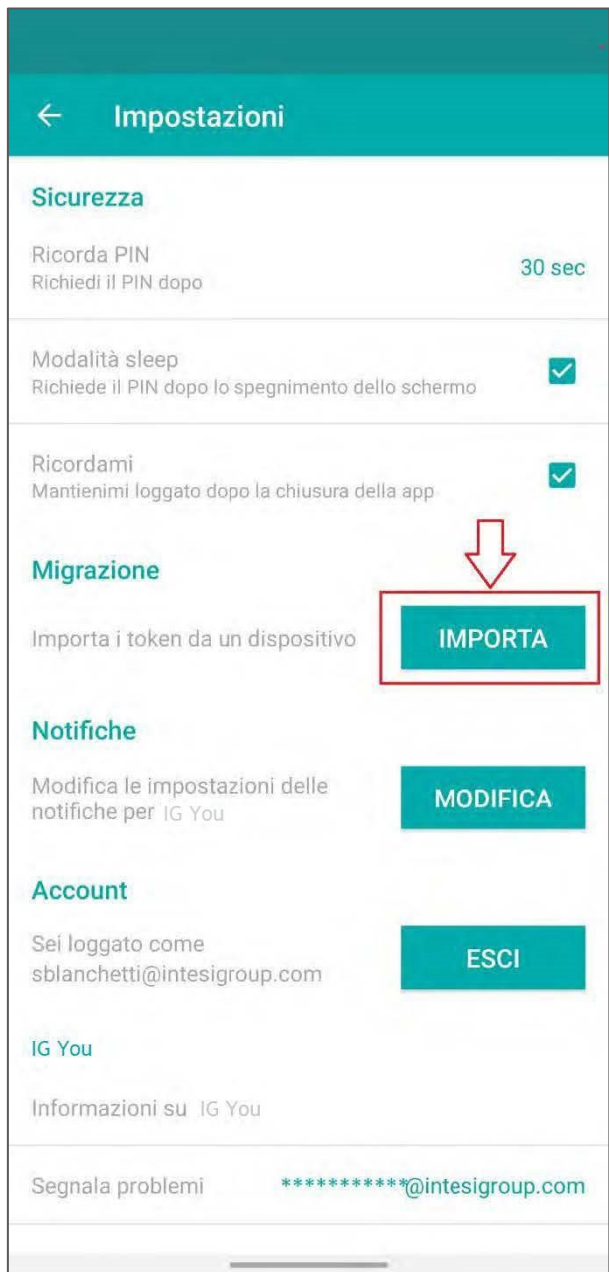 Impostazioni
Sicurezza
Ricorda PIN
Richiedi il PIN dopo
30 sec
Modalità sleep
Richiede il PIN dopo lo spegnimento dello schermo
Ricordami
Mantienimi loggato dopo la chiusura della app
Migrazione
Importa i token da un dispositivo
IMPORTA
Notifiche
Modifica le impostazioni delle
notifiche per IG You
MODIFICA
Account
Sei loggato come
sblanchetti@intesigroup.com
ESCI
IG You
Informazioni su IG You
Segnala problemi
***********@intesigroup.com